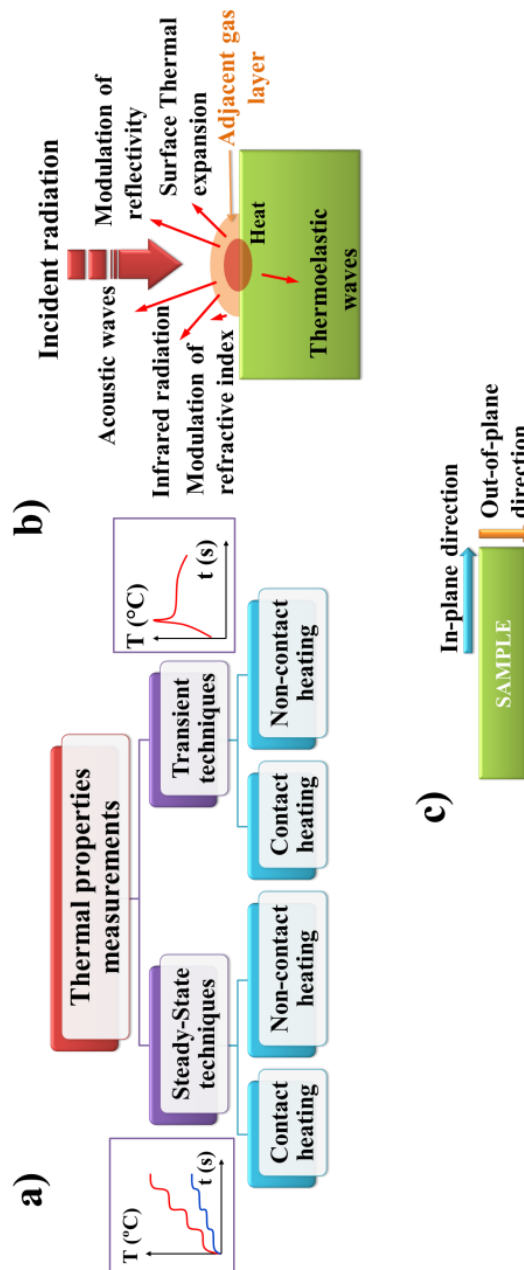 a)
Thermal properties
measurements
T (ºC)
t (s)
Steady-State
techniques
Transient
techniques
T (°C)
t (s)
Contact
heating
Non-contact
heating
Contact
heating
Non-contact
heating
b)
Incident radiation
Acoustic waves
Modulation of
reflectivity
Infrared radiation
Surface Thermal
expansion
Modulation of
refractive index
Adjacent gas
layer
Heat
Thermoelastic
waves
c)
In-plane direction
SAMPLE
Out-of-plane
direction